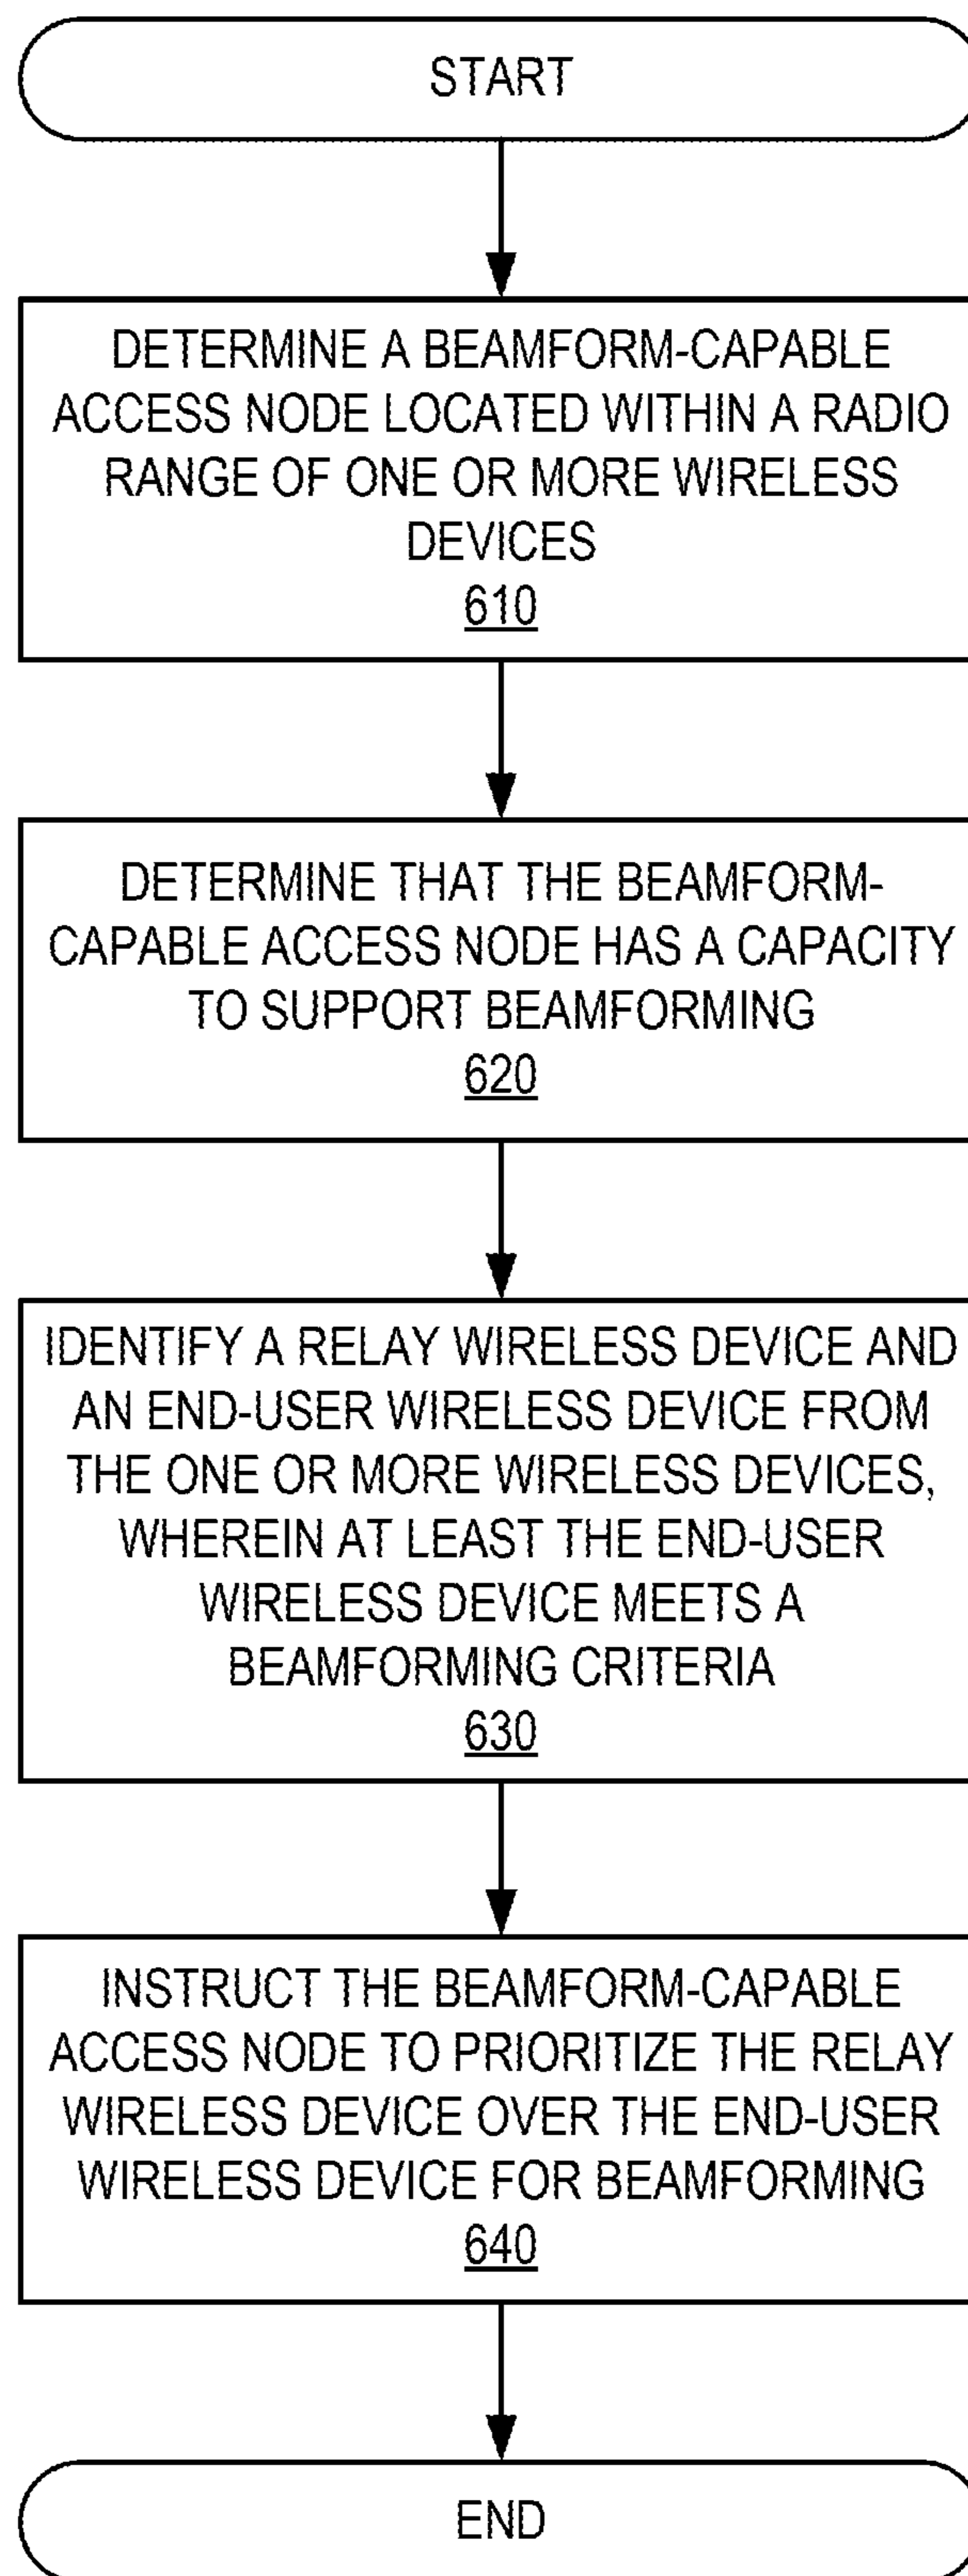 START
DETERMINE A BEAMFORM-CAPABLE
ACCESS NODE LOCATED WITHIN A RADIO
RANGE OF ONE OR MORE WIRELESS
DEVICES
610
DETERMINE THAT THE BEAMFORM-
CAPABLE ACCESS NODE HAS A CAPACITY
TO SUPPORT BEAMFORMING
620
IDENTIFY A RELAY WIRELESS DEVICE AND
AN END-USER WIRELESS DEVICE FROM
THE ONE OR MORE WIRELESS DEVICES,
WHEREIN AT LEAST THE END-USER
WIRELESS DEVICE MEETS A
BEAMFORMING CRITERIA
630
INSTRUCT THE BEAMFORM-CAPABLE
ACCESS NODE TO PRIORITIZE THE RELAY
WIRELESS DEVICE OVER THE END-USER
WIRELESS DEVICE FOR BEAMFORMING
640
END